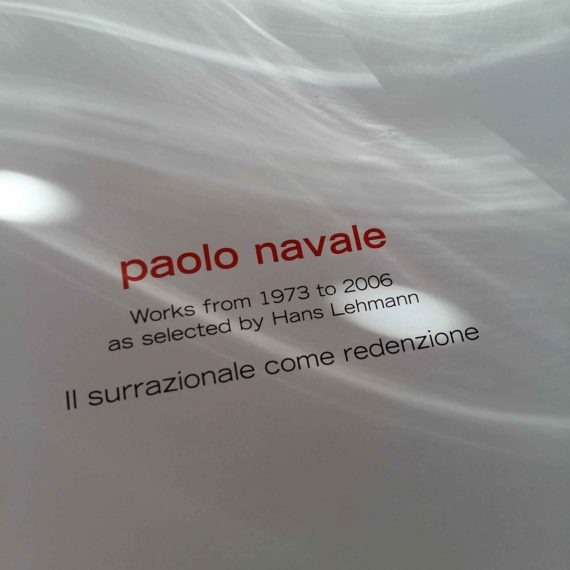 paolo navale
Works from 1973 to 2006
as selected by Hans Lehmann
Il surrazionale come redenzione